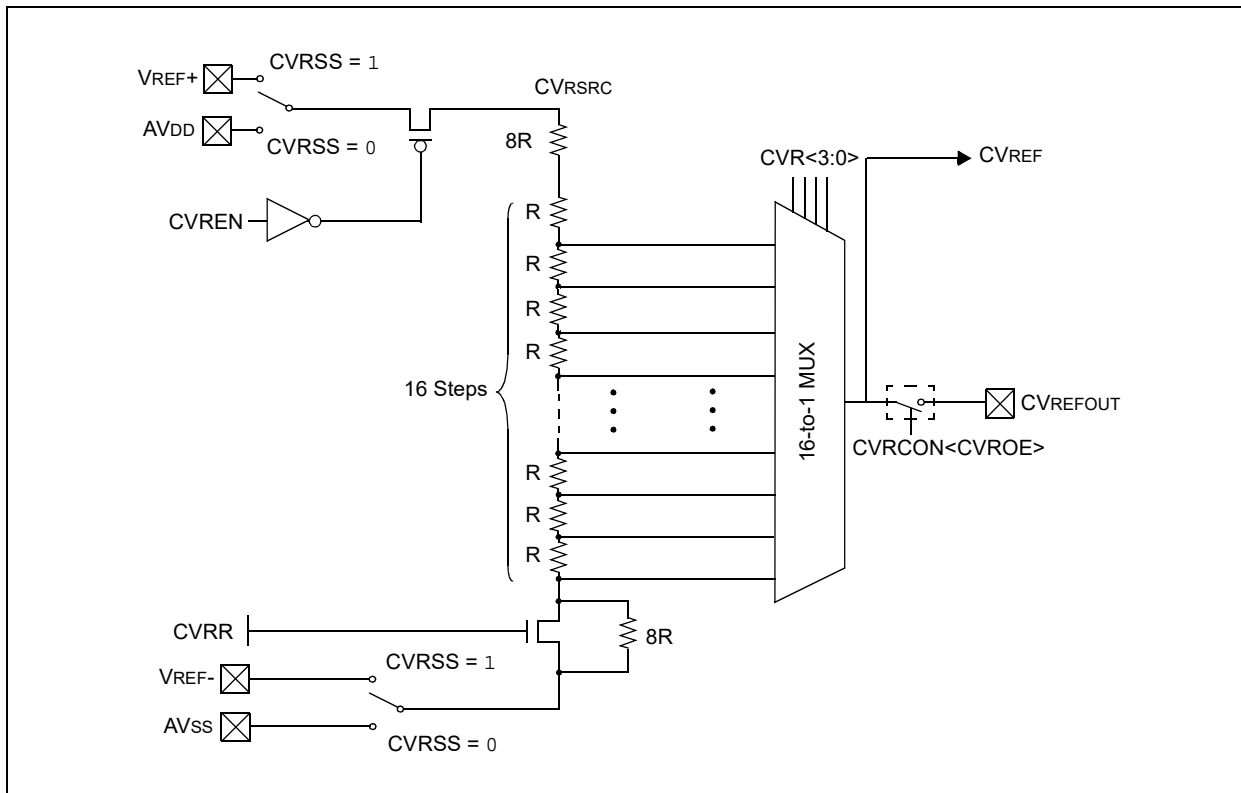 CVRSS = 1
VREF+
CVRSRC
AVDD
8R
CVRSS = 0
CVR<3:0>
CVREF
CVREN
R
R
R
R
16 Steps
16-to-1 MUX
CVREFOUT
CVRCON<CVROE>
R
R
R
CVRR
8R
CVRSS = 1
VREF-
AVSS
CVRSS = 0